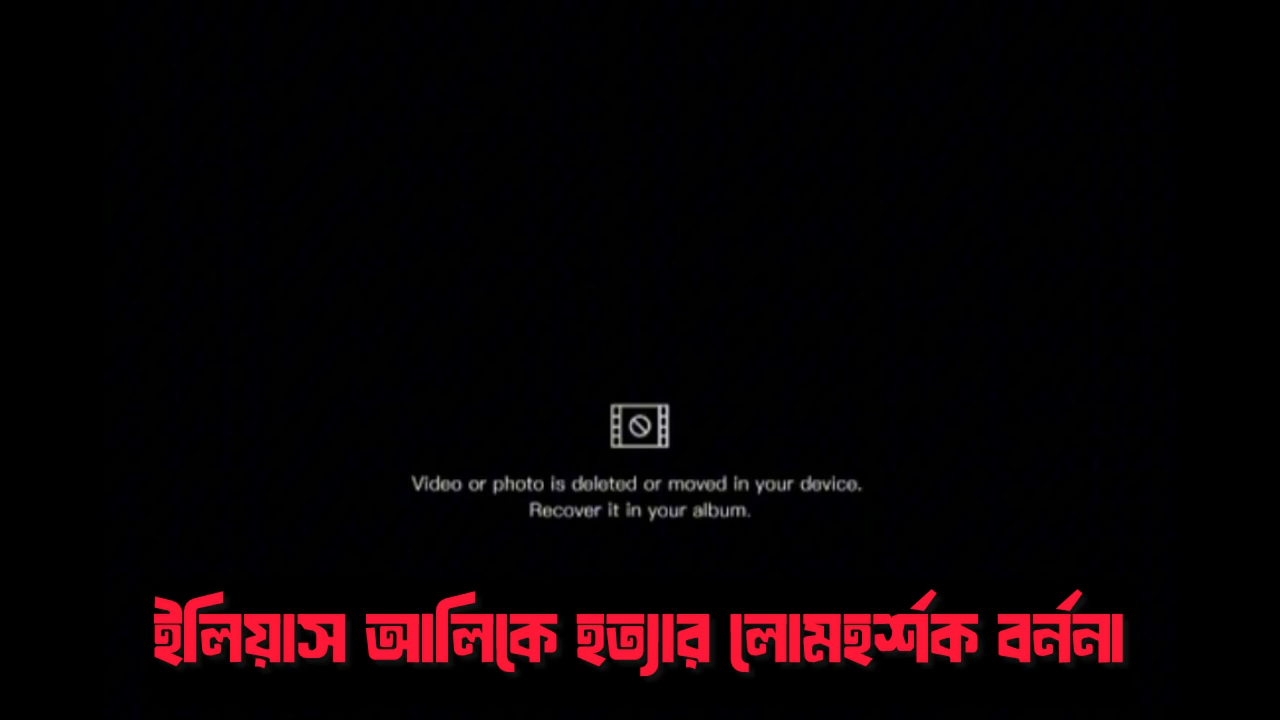 Video or photo is deleted or moved in your device.
Recover it in your album.
ইলিয়াস আলিকে হত্যার লোমহর্শক বর্ননা